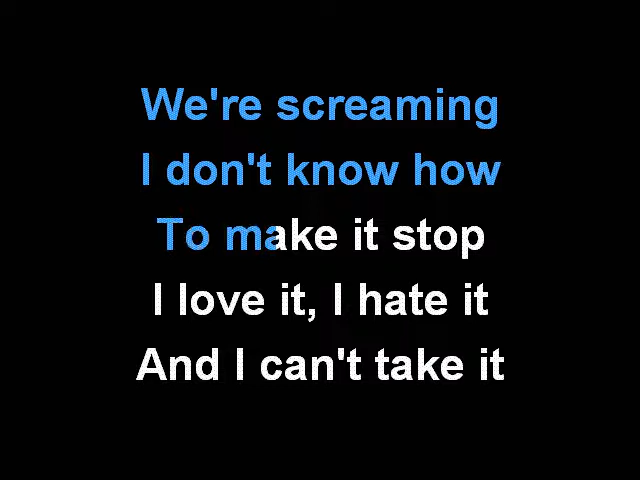 We're screaming
I don't know how
To make it stop
I love it, I hate it
And I can't take it